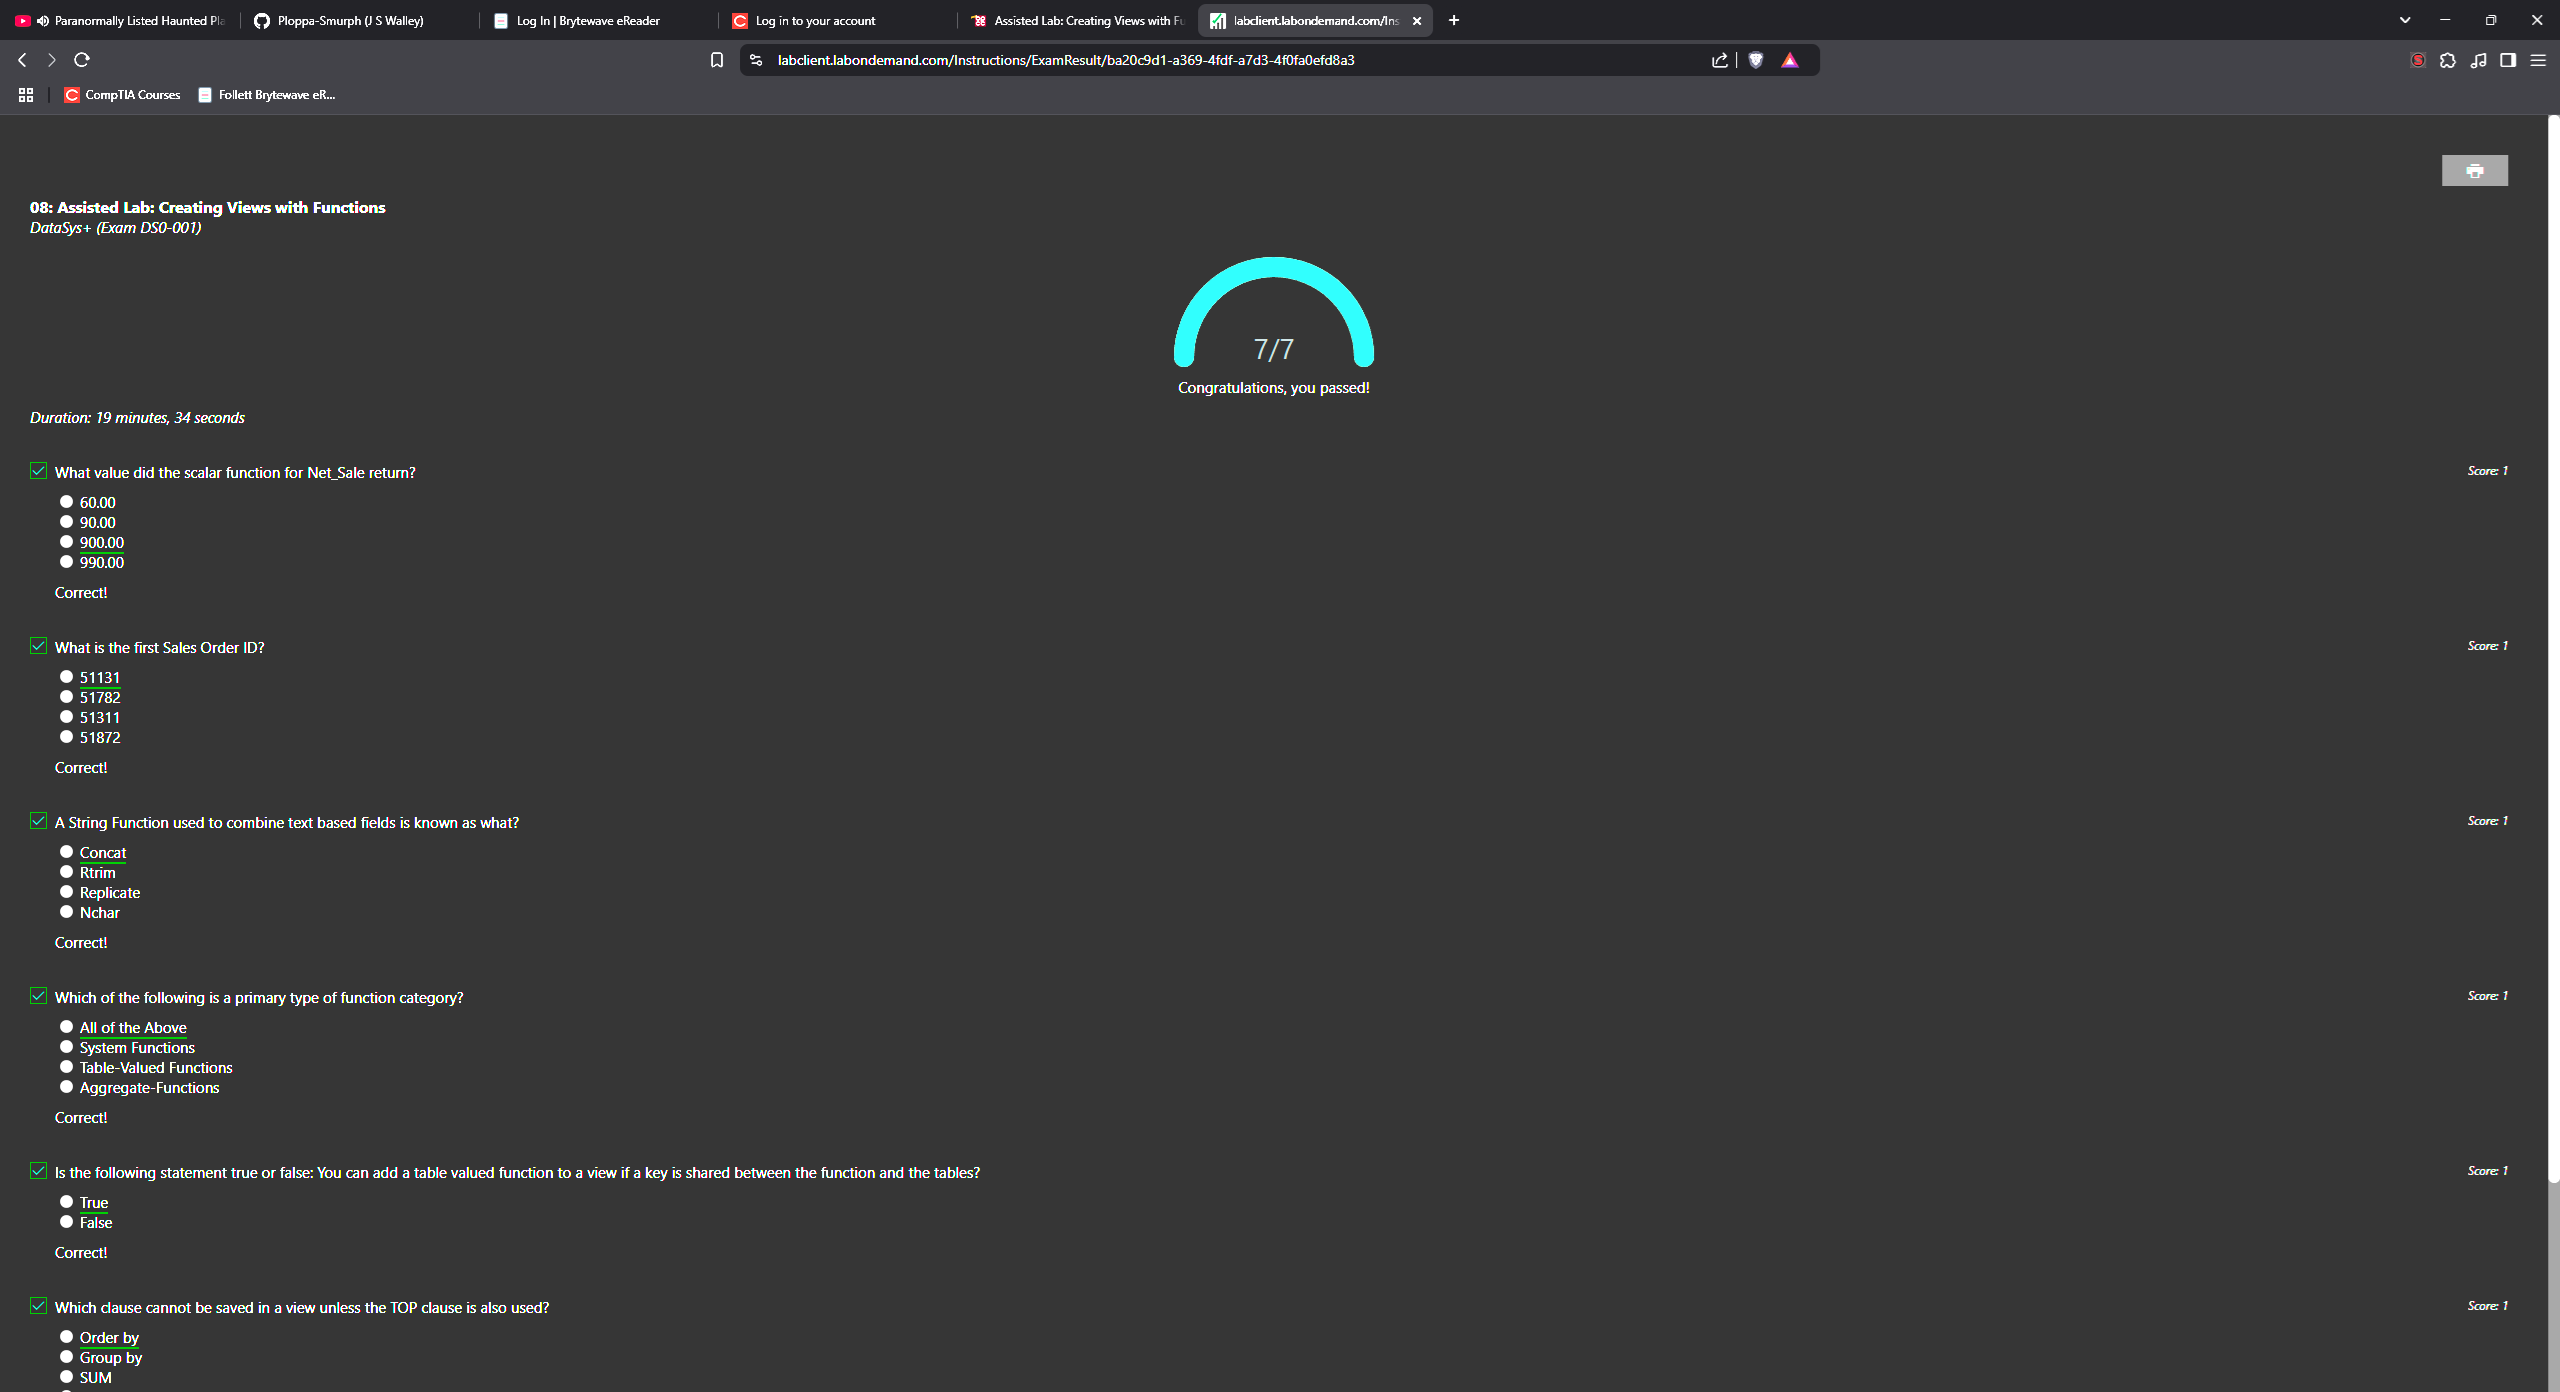 Paranormally Listed Haunted Pla
Ploppa-Smurph (J S Walley)
Log In | Brytewave eReader
Log in to your account
Assisted Lab: Creating Views with Fu
labclient.labondemand.com/Ins
labclient.labondemand.com/Instructions/ExamResult/ba20c9d1-a369-4fdf-a7d3-4f0fa0efd8a3
CompTIA Courses
Follett Brytewave eR...
08: Assisted Lab: Creating Views with Functions
DataSys+ (Exam DS0-001)
7/7
Congratulations, you passed!
Duration: 19 minutes, 34 seconds
What value did the scalar function for Net_Sale return?
Score: 1
60.00
90.00
900.00
990.00
Correct!
What is the first Sales Order ID?
Score: 1
51131
51782
51311
51872
Correct!
A String Function used to combine text based fields is known as what?
Score: 1
Concat
Rtrim
Replicate
Nchar
Correct!
Which of the following is a primary type of function category?
Score: 1
All of the Above
System Functions
Table-Valued Functions
Aggregate-Functions
Correct!
Is the following statement true or false: You can add a table valued function to a view if a key is shared between the function and the tables?
Score: 1
True
False
Correct!
Which clause cannot be saved in a view unless the TOP clause is also used?
Score: 1
Order by
Group by
SUM